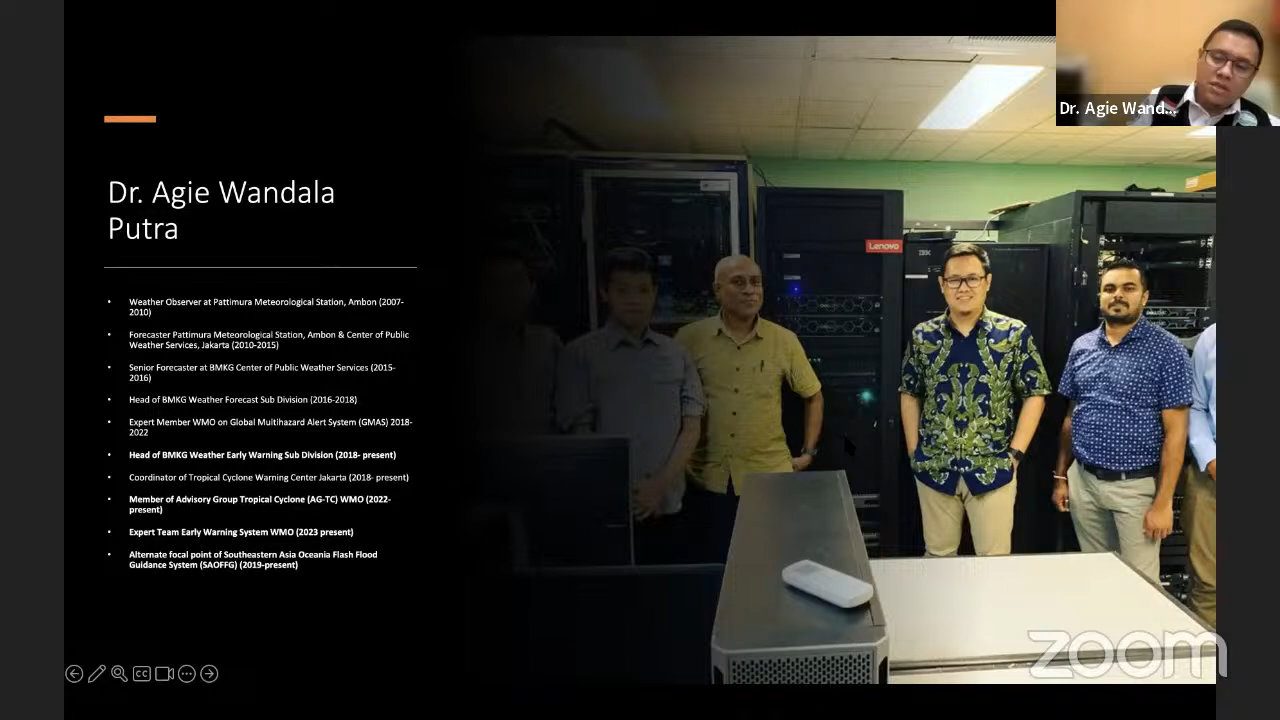 Dr. Agie Wand...
Dr. Agie Wandala
Putra
• Weather Observer at Pattimura Meteorological Station, Ambon (2007-
2010)
• Forecaster Pattimura Meteorological Station, Ambon & Center of Public
Weather Services, Jakarta (2010-2015)
• Senior Forecaster at BMKG Center of Public Weather Services (2015-
2016)
• Head of BMKG Weather Forecast Sub Division (2016-2018)
• Expert Member WMO on Global Multihazard Alert System (GMAS) 2018-
2022
• Head of BMKG Weather Early Warning Sub Division (2018- present)
• Coordinator of Tropical Cyclone Warning Center Jakarta (2018- present)
• Member of Advisory Group Tropical Cyclone (AG-TC) WMO (2022-
present)
• Expert Team Early Warning System WMO (2023 present)
• Alternate focal point of Southeastern Asia Oceania Flash Flood
Guidance System (SAOFFG) (2019-present)
Lenovo
IBM
CC
zoom